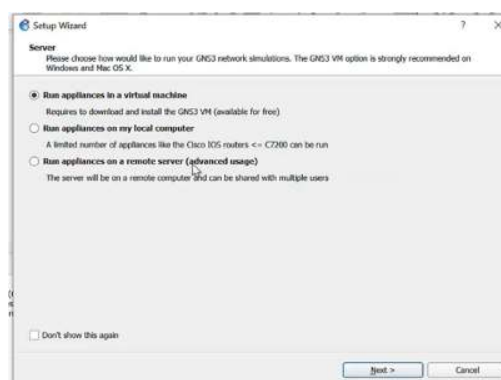 Setup Wizard
Server
Please choose how would like to run your GNS3 network simulations. The GNS3 VM option is strongly recommended on
Windows and Mac OS X.
Run appliances in a virtual machine
Requires to download and install the GNS3 VM (available for free)
Run appliances on my local computer
A limited number of appliances like the Cisco IOS routers <= C7200 can be run
Run appliances on a remote server (advanced usage)
The server will be on a remote computer and can be shared with multiple users
Don't show this again
Next >
Cancel